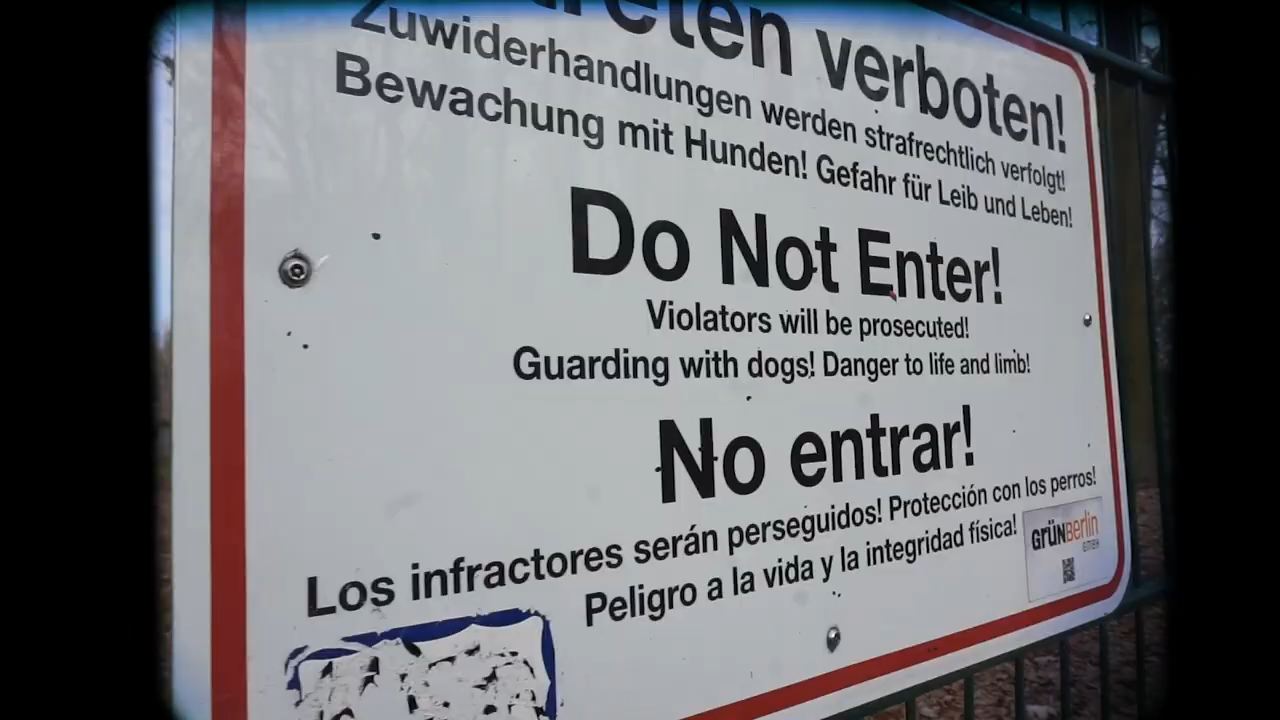 verboten!
Zuwiderhandlungen werden strafrechtlich verfolgt!
Bewachung mit Hunden! Gefahr für Leib und Leben!
Do Not Enter!
Violators will be prosecuted!
Guarding with dogs! Danger to life and limb!
No entrar!
Los infractores serán perseguidos! Protección con los perros!
Peligro a la vida y la integridad física!
GRÜNBerlin
GMBH